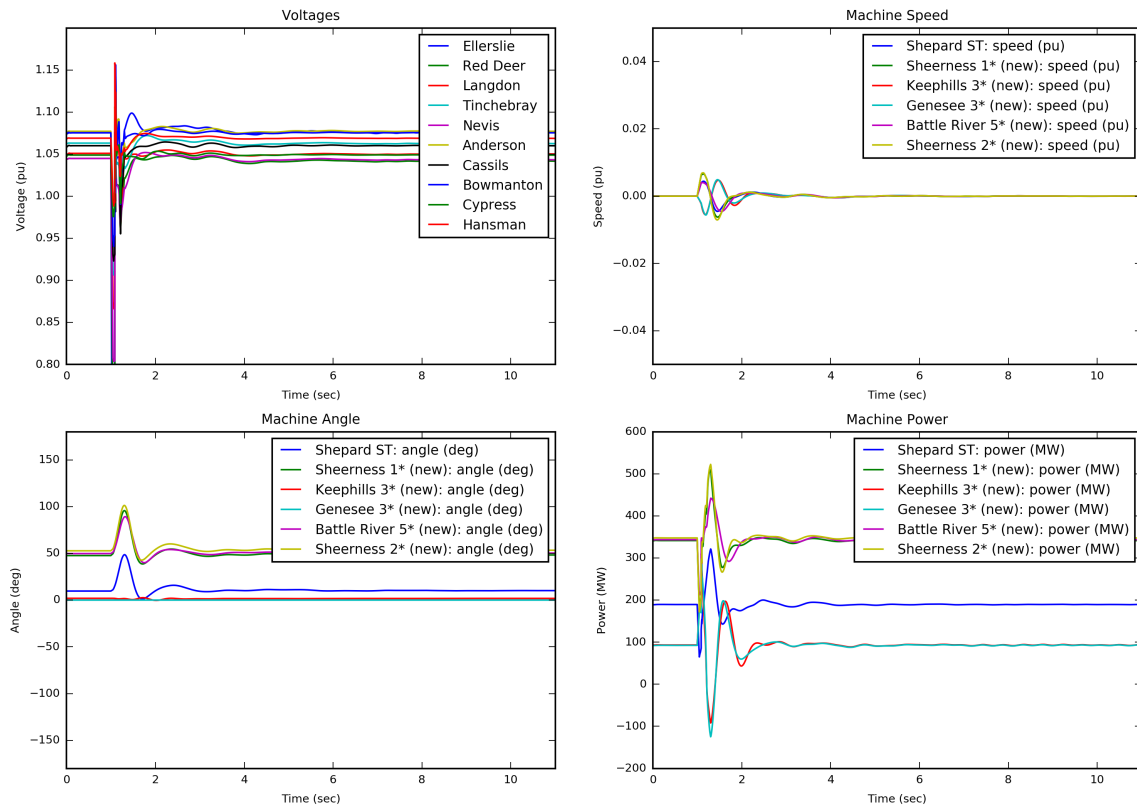 Voltages
1.15
1.10
1.05
1.00
0.95
0.90
0.85
0.80
Voltage (pu)
0
2
4
6
8
10
Time (sec)
Ellerslie
Red Deer
Langdon
Tinchebray
Nevis
Anderson
Cassils
Bowmanton
Cypress
Hansman
Machine Speed
0.04
0.02
0.00
−0.02
−0.04
Speed (pu)
0
2
4
6
8
10
Time (sec)
Shepard ST: speed (pu)
Sheerness 1* (new): speed (pu)
Keephills 3* (new): speed (pu)
Genesee 3* (new): speed (pu)
Battle River 5* (new): speed (pu)
Sheerness 2* (new): speed (pu)
Machine Angle
150
100
50
0
−50
−100
−150
Angle (deg)
0
2
4
6
8
10
Time (sec)
Shepard ST: angle (deg)
Sheerness 1* (new): angle (deg)
Keephills 3* (new): angle (deg)
Genesee 3* (new): angle (deg)
Battle River 5* (new): angle (deg)
Sheerness 2* (new): angle (deg)
Machine Power
600
500
400
300
200
100
0
−100
−200
Power (MW)
0
2
4
6
8
10
Time (sec)
Shepard ST: power (MW)
Sheerness 1* (new): power (MW)
Keephills 3* (new): power (MW)
Genesee 3* (new): power (MW)
Battle River 5* (new): power (MW)
Sheerness 2* (new): power (MW)